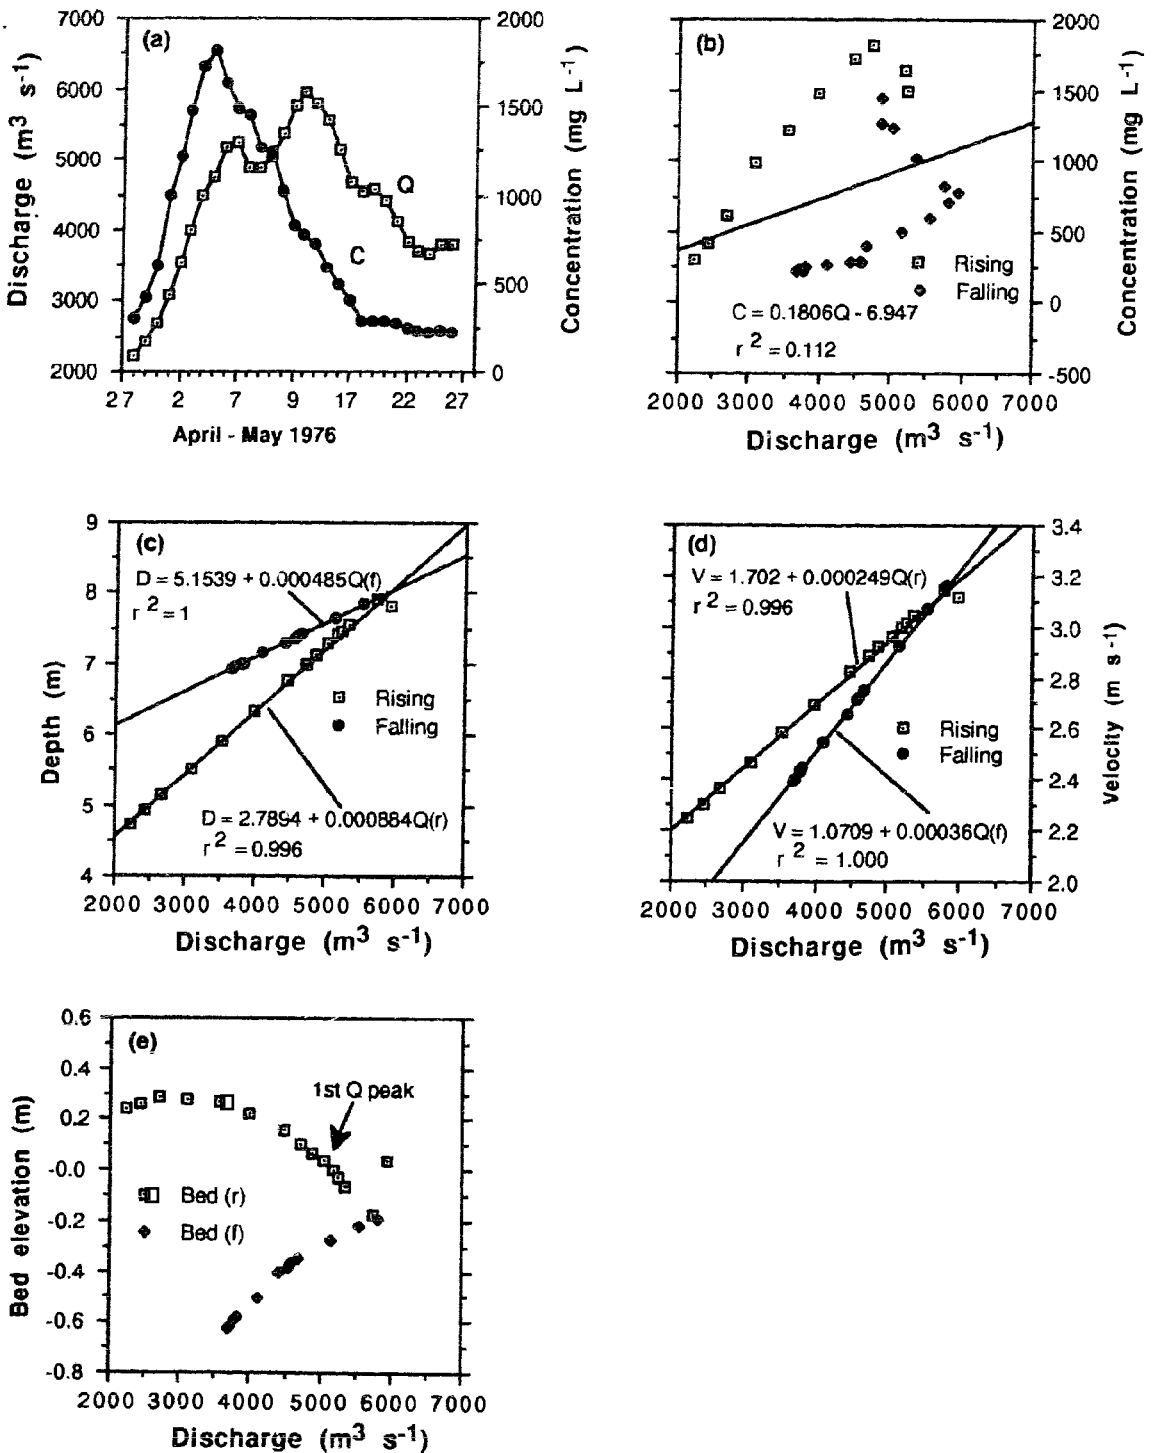 (a)
7000
6000
5000
4000
3000
2000
Discharge (m3 s-1)
2000
1500
1000
500
0
Concentration (mg L-1)
Q
C
27 2 7 9 17 22 27
April - May 1976
(b)
2000
1500
1000
500
0
-500
Concentration (mg L-1)
Rising
Falling
C = 0.1806Q - 6.947
r2 = 0.112
2000 3000 4000 5000 6000 7000
Discharge (m3 s-1)
(c)
9
8
7
6
5
4
Depth (m)
D = 5.1539 + 0.000485Q(f)
r2 = 1
Rising
Falling
D = 2.7894 + 0.000884Q(r)
r2 = 0.996
2000 3000 4000 5000 6000 7000
Discharge (m3 s-1)
(d)
3.4
3.2
3.0
2.8
2.6
2.4
2.2
2.0
Velocity (m s-1)
V = 1.702 + 0.000249Q(r)
r2 = 0.996
Rising
Falling
V = 1.0709 + 0.00036Q(f)
r2 = 1.000
2000 3000 4000 5000 6000 7000
Discharge (m3 s-1)
(e)
0.6
0.4
0.2
-0.0
-0.2
-0.4
-0.6
-0.8
Bed elevation (m)
1st Q peak
Bed (r)
Bed (f)
2000 3000 4000 5000 6000 7000
Discharge (m3 s-1)